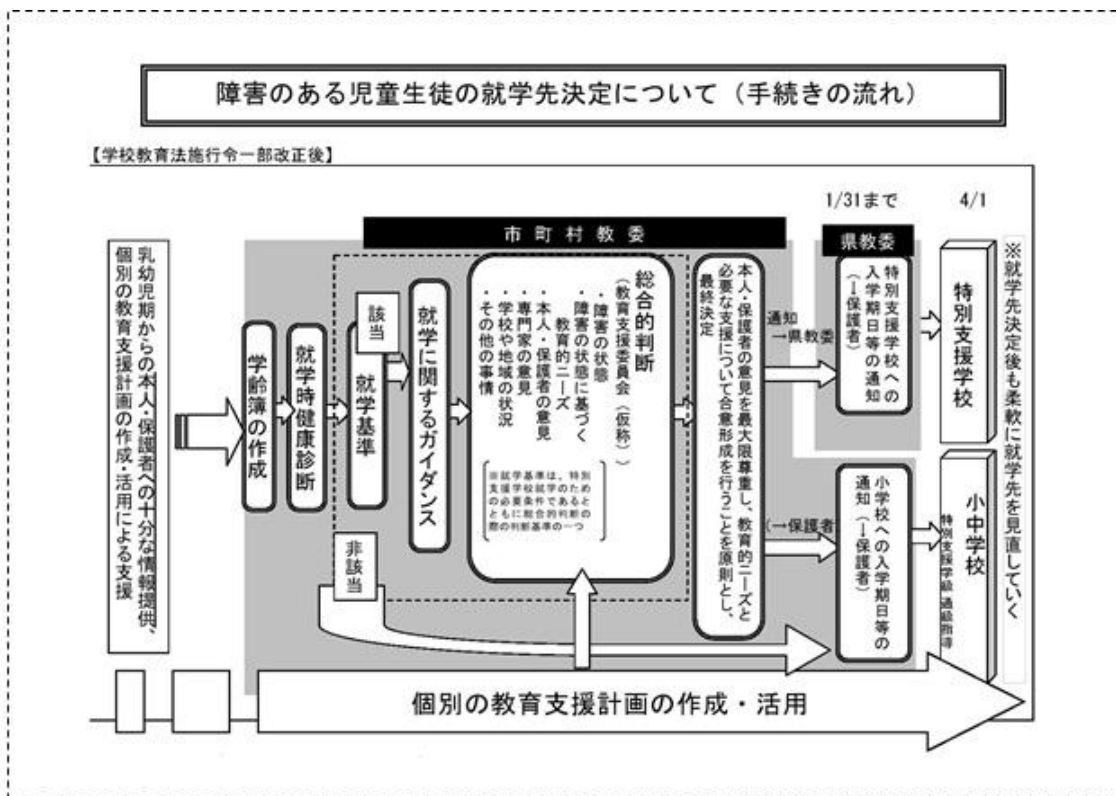 障害のある児童生徒の就学先決定について（手続きの流れ）
【学校教育法施行令一部改正後】
1/31まで
4/1
市町村教委
県教委
乳幼児期からの本人・保護者への十分な情報提供、
個別の教育支援計画の作成・活用による支援
学齢簿の作成
就学時健康診断
就学基準
該当
非該当
就学に関するガイダンス
総合的判断
（教育支援委員会（仮称））
・障害の状態
・障害の状態に基づく
教育的ニーズ
・本人・保護者の意見
・専門家の意見
・学校や地域の状況
・その他の事情
※就学基準は、特別
支援学校就学のため
の必要条件であると
ともに総合的判断の
際の判断基準の一つ
本人・保護者の意見を最大限尊重し、教育的ニーズと
必要な支援について合意形成を行うことを原則とし、
最終決定
通知
→県教委
(→保護者)
特別支援学校への
入学期日等の通知
（→保護者）
小学校への入学期日等の
通知（→保護者）
特別支援学校
小中学校
特別支援学級 通級指導
※就学先決定後も柔軟に就学先を見直していく
個別の教育支援計画の作成・活用